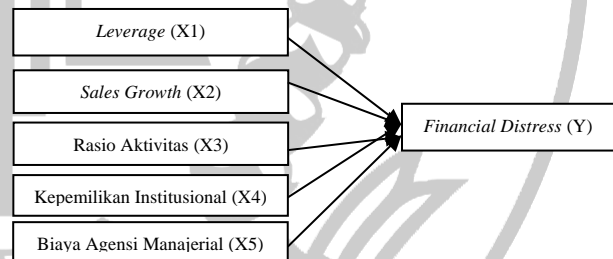 Leverage (X1)
Sales Growth (X2)
Financial Distress (Y)
Rasio Aktivitas (X3)
Kepemilikan Institusional (X4)
Biaya Agensi Manajerial (X5)